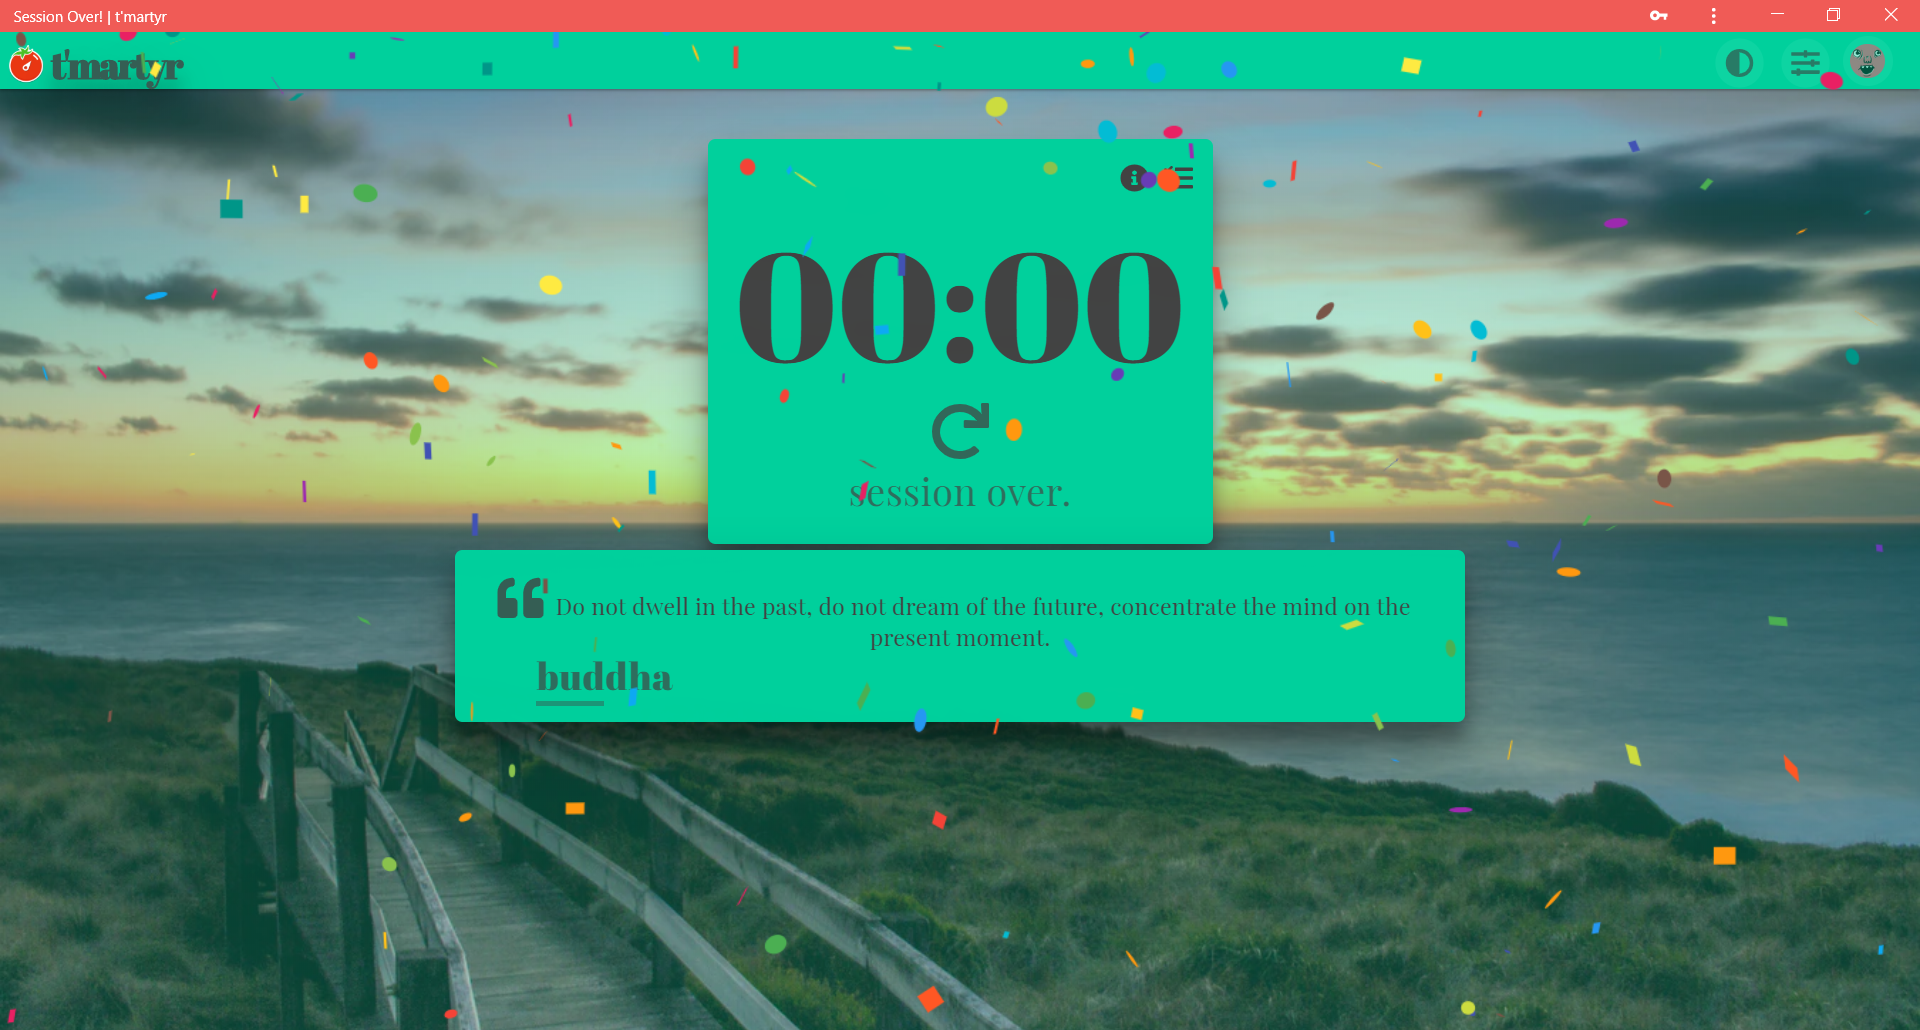 Session Over! | t'martyr
t'martyr
00:00
session over.
Do not dwell in the past, do not dream of the future, concentrate the mind on the
present moment.
buddha